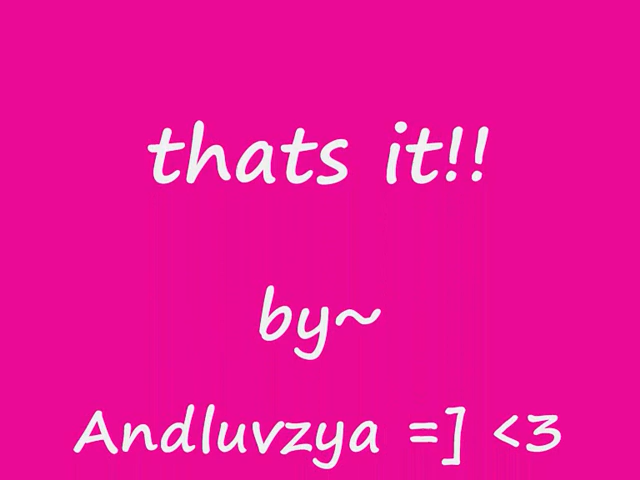 thats it!!
by~
Andluvzya =] <3